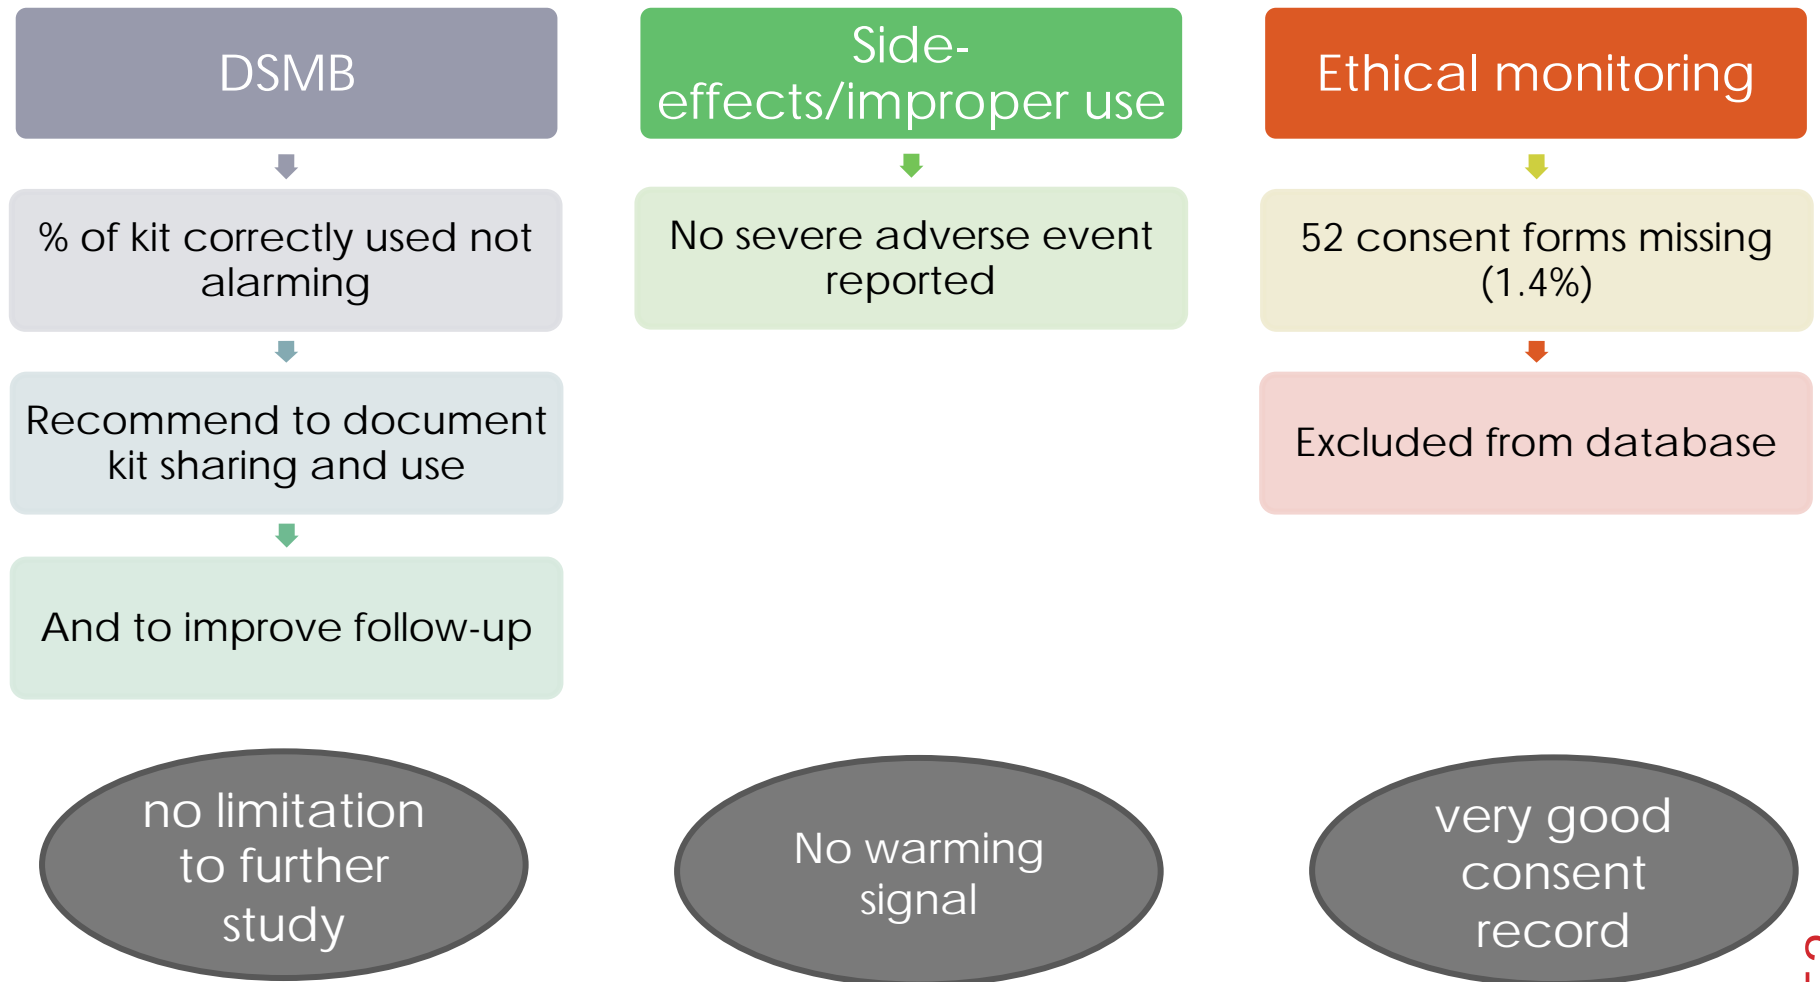 DSMB
% of kit correctly used not
alarming
Recommend to document
kit sharing and use
And to improve follow-up
no limitation
to further
study
Side-
effects/improper use
No severe adverse event
reported
No warming
signal
Ethical monitoring
52 consent forms missing
(1.4%)
Excluded from database
very good
consent
record